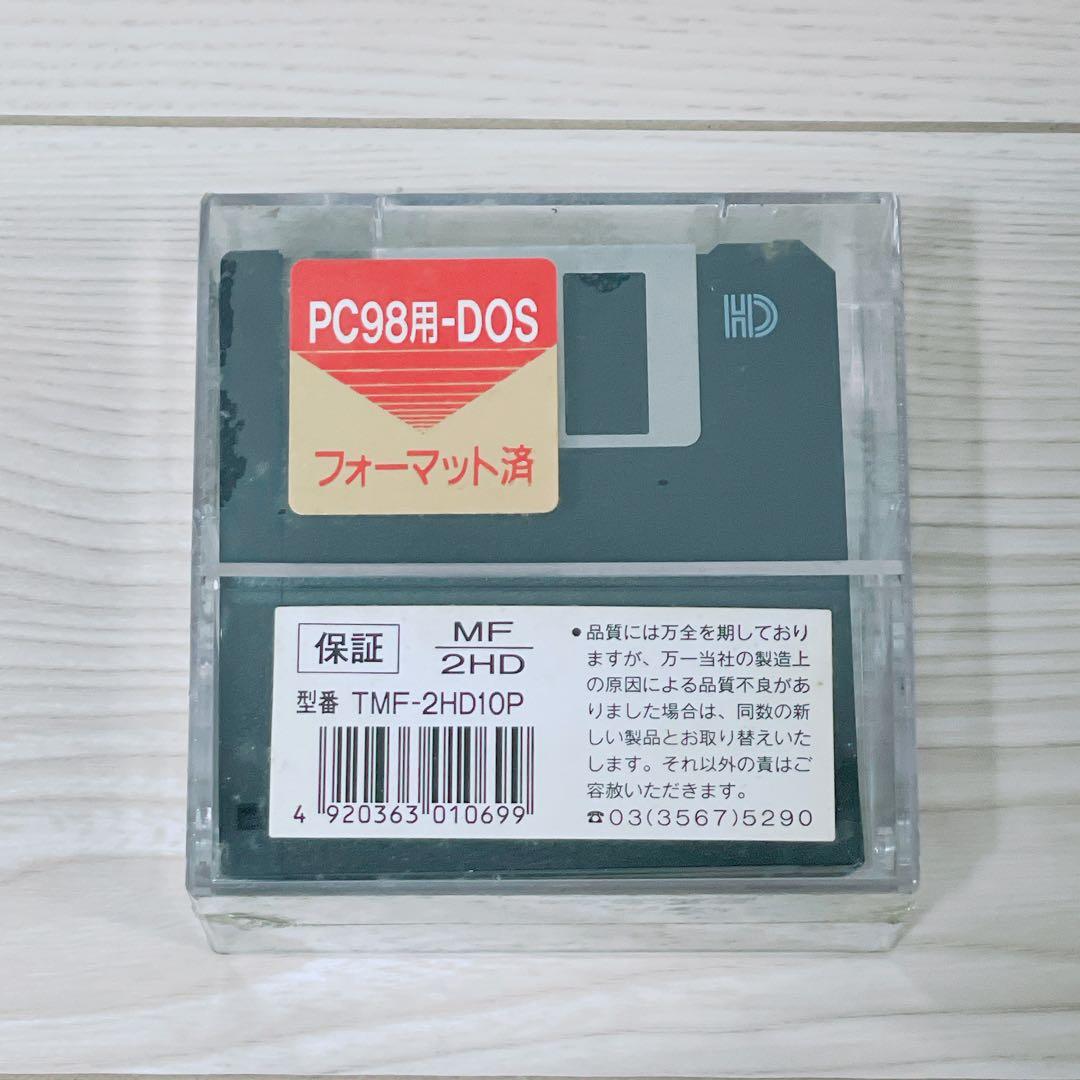 PC98用-DOS
フォーマット済
HD
保証
MF
2HD
型番 TMF-2HD10P
4 920363 010699
●品質には万全を期しており
ますが、万一当社の製造上
の原因による品質不良があ
りました場合は、同数の新
しい製品とお取り替えいた
します。それ以外の責はご
容赦いただきます。
☎03(3567)5290